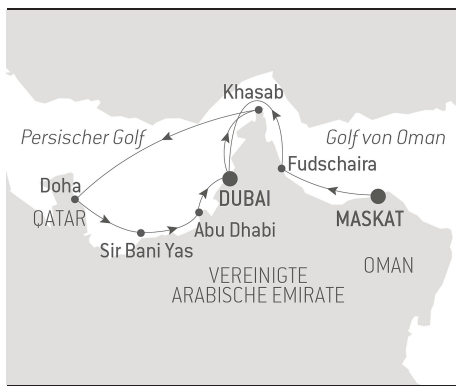 Khasab
Persischer Golf
Golf von Oman
Fudschaira
Doha
DUBAI
QATAR
MASKAT
Abu Dhabi
Sir Bani Yas
OMAN
VEREINIGTE
ARABISCHE EMIRATE